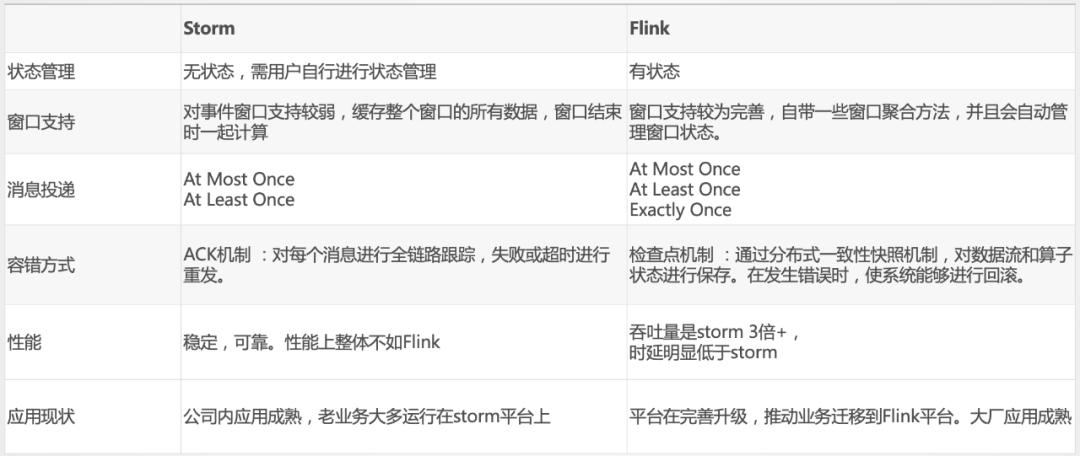 Storm
Flink
状态管理
无状态，需用户自行进行状态管理
有状态
窗口支持
对事件窗口支持较弱，缓存整个窗口的所有数据，窗口结束
时一起计算
窗口支持较为完善，自带一些窗口聚合方法，并且会自动管
理窗口状态。
消息投递
At Most Once
At Least Once
At Most Once
At Least Once
Exactly Once
容错方式
ACK机制 ：对每个消息进行全链路跟踪，失败或超时进行
重发。
检查点机制 ：通过分布式一致性快照机制，对数据流和算子
状态进行保存。在发生错误时，使系统能够进行回滚。
性能
稳定，可靠。性能上整体不如Flink
吞吐量是storm 3倍+，
时延明显低于storm
应用现状
公司内应用成熟，老业务大多运行在storm平台上
平台在完善升级，推动业务迁移到Flink平台。大厂应用成熟